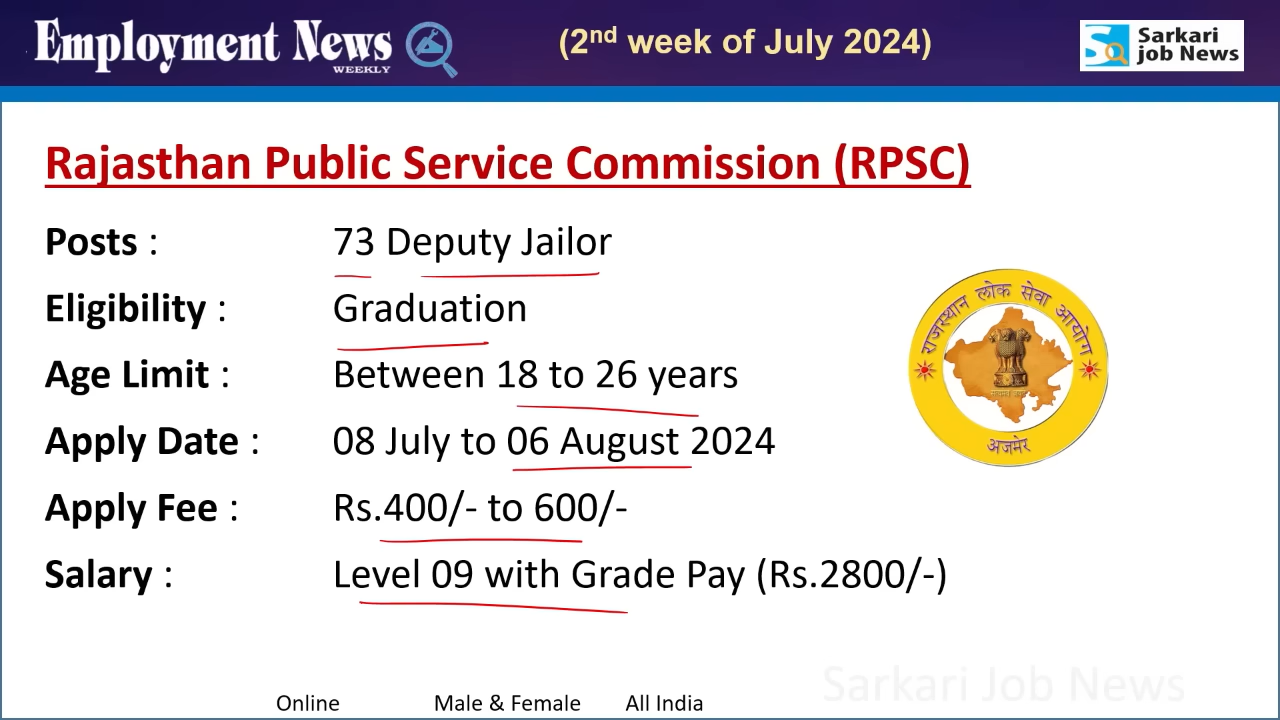 Employment News
WEEKLY
(2nd week of July 2024)
Sarkari
Job News
Rajasthan Public Service Commission (RPSC)
Posts : 73 Deputy Jailor
Eligibility : Graduation
Age Limit : Between 18 to 26 years
Apply Date : 08 July to 06 August 2024
Apply Fee : Rs.400/- to 600/-
Salary : Level 09 with Grade Pay (Rs.2800/-)
राजस्थान लोक सेवा आयोग
अजमेर
Sarkari Job News
Online Male & Female All India